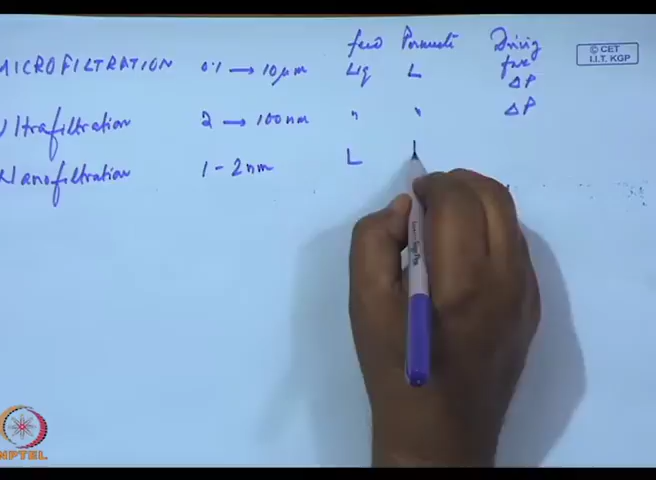 feed Permeate Driving force
MICROFILTRATION 0.1 → 10 μm Liq L ΔP
Ultrafiltration 2 → 100 nm " " ΔP
Nanofiltration 1 - 2 nm L
© CET
I.I.T. KGP
NPTEL